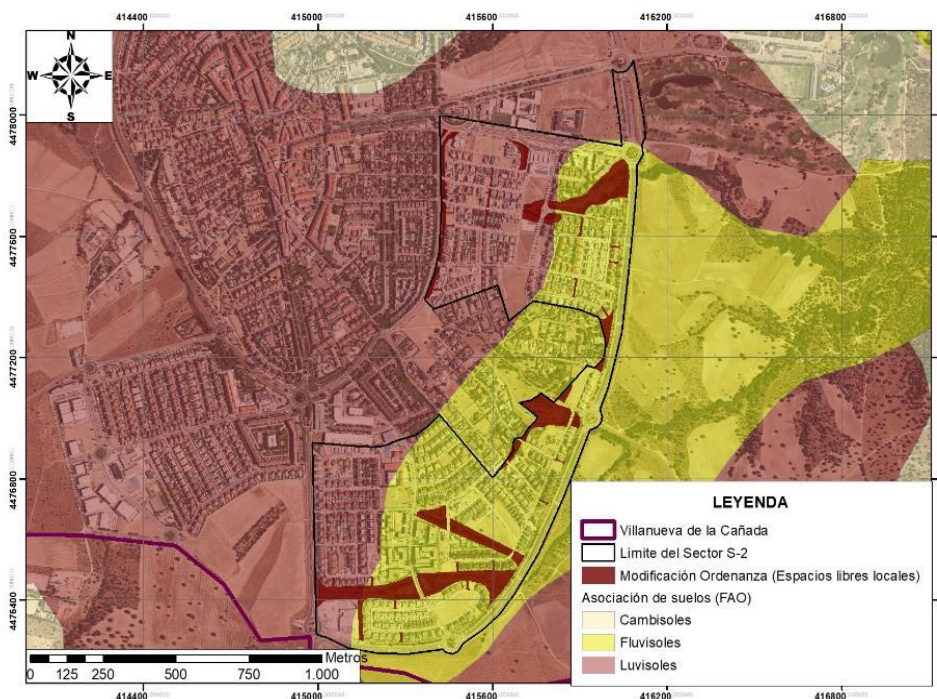 414400 415000 415600 416200 416800
N
W E
S
4478000
4477600
4477200
4476800
4476400
LEYENDA
Villanueva de la Cañada
Limite del Sector S-2
Modificación Ordenanza (Espacios libres locales)
Asociación de suelos (FAO)
Cambisoles
Fluvisoles
Luvisoles
Metros
0 125 250 500 750 1.000
414400 415000 415600 416200 416800